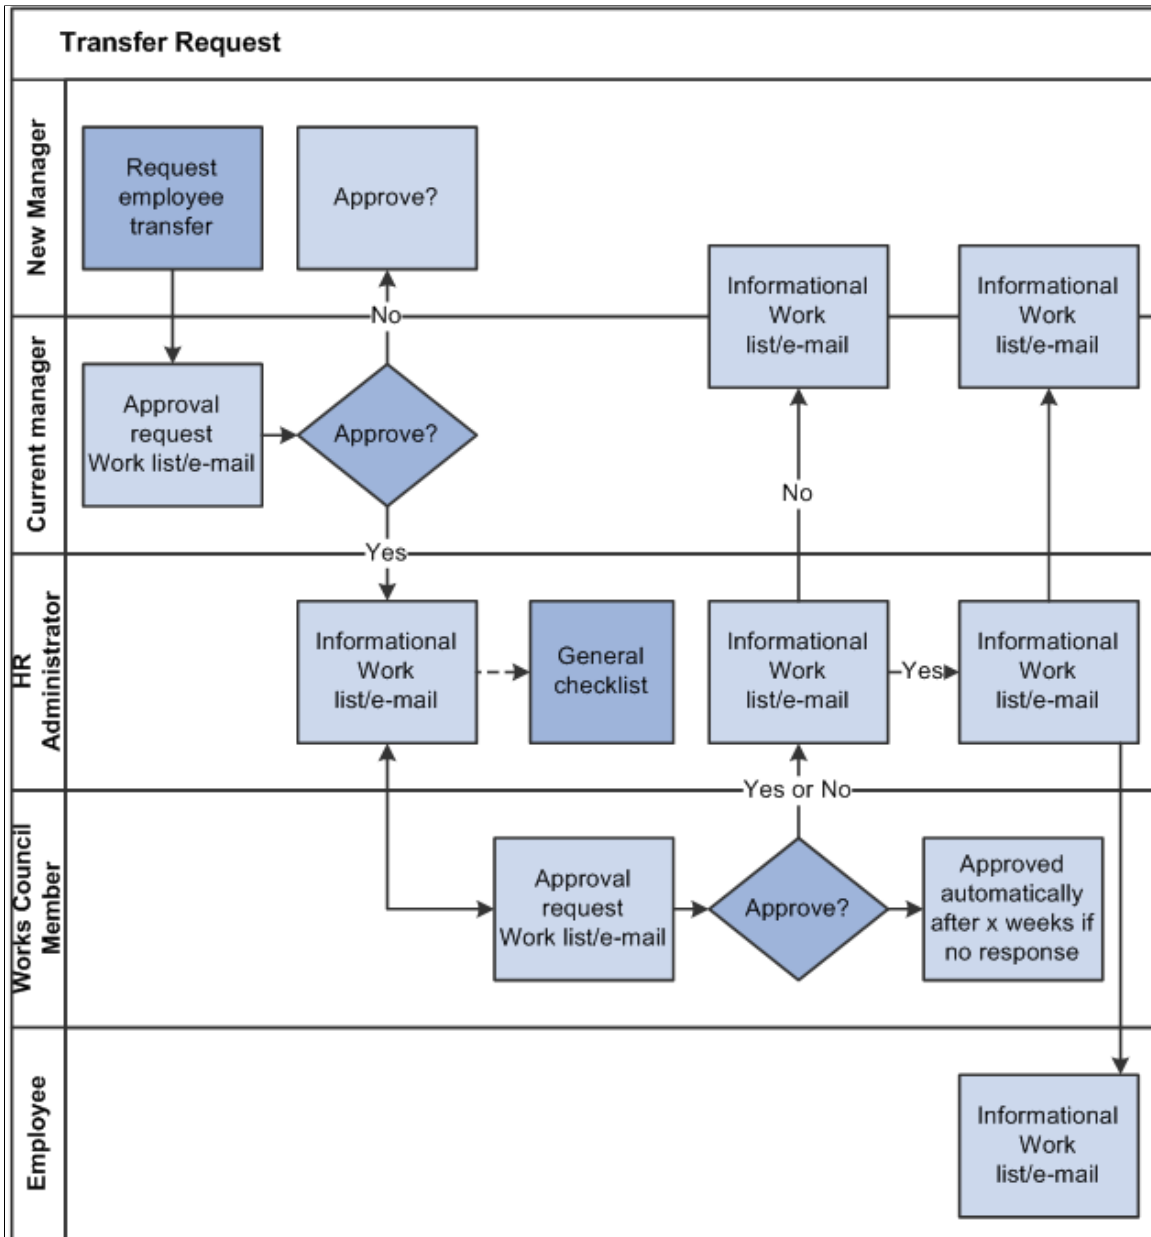 Transfer Request
New Manager
Request
employee
transfer
Approve?
Informational
Work
list/e-mail
Informational
Work
list/e-mail
No
Current manager
Approval
request
Work list/e-mail
Approve?
No
Yes
HR
Administrator
Informational
Work
list/e-mail
General
checklist
Informational
Work
list/e-mail
Yes
Informational
Work
list/e-mail
Yes or No
Works Council
Member
Approval
request
Work list/e-mail
Approve?
Approved
automatically
after x weeks if
no response
Employee
Informational
Work
list/e-mail